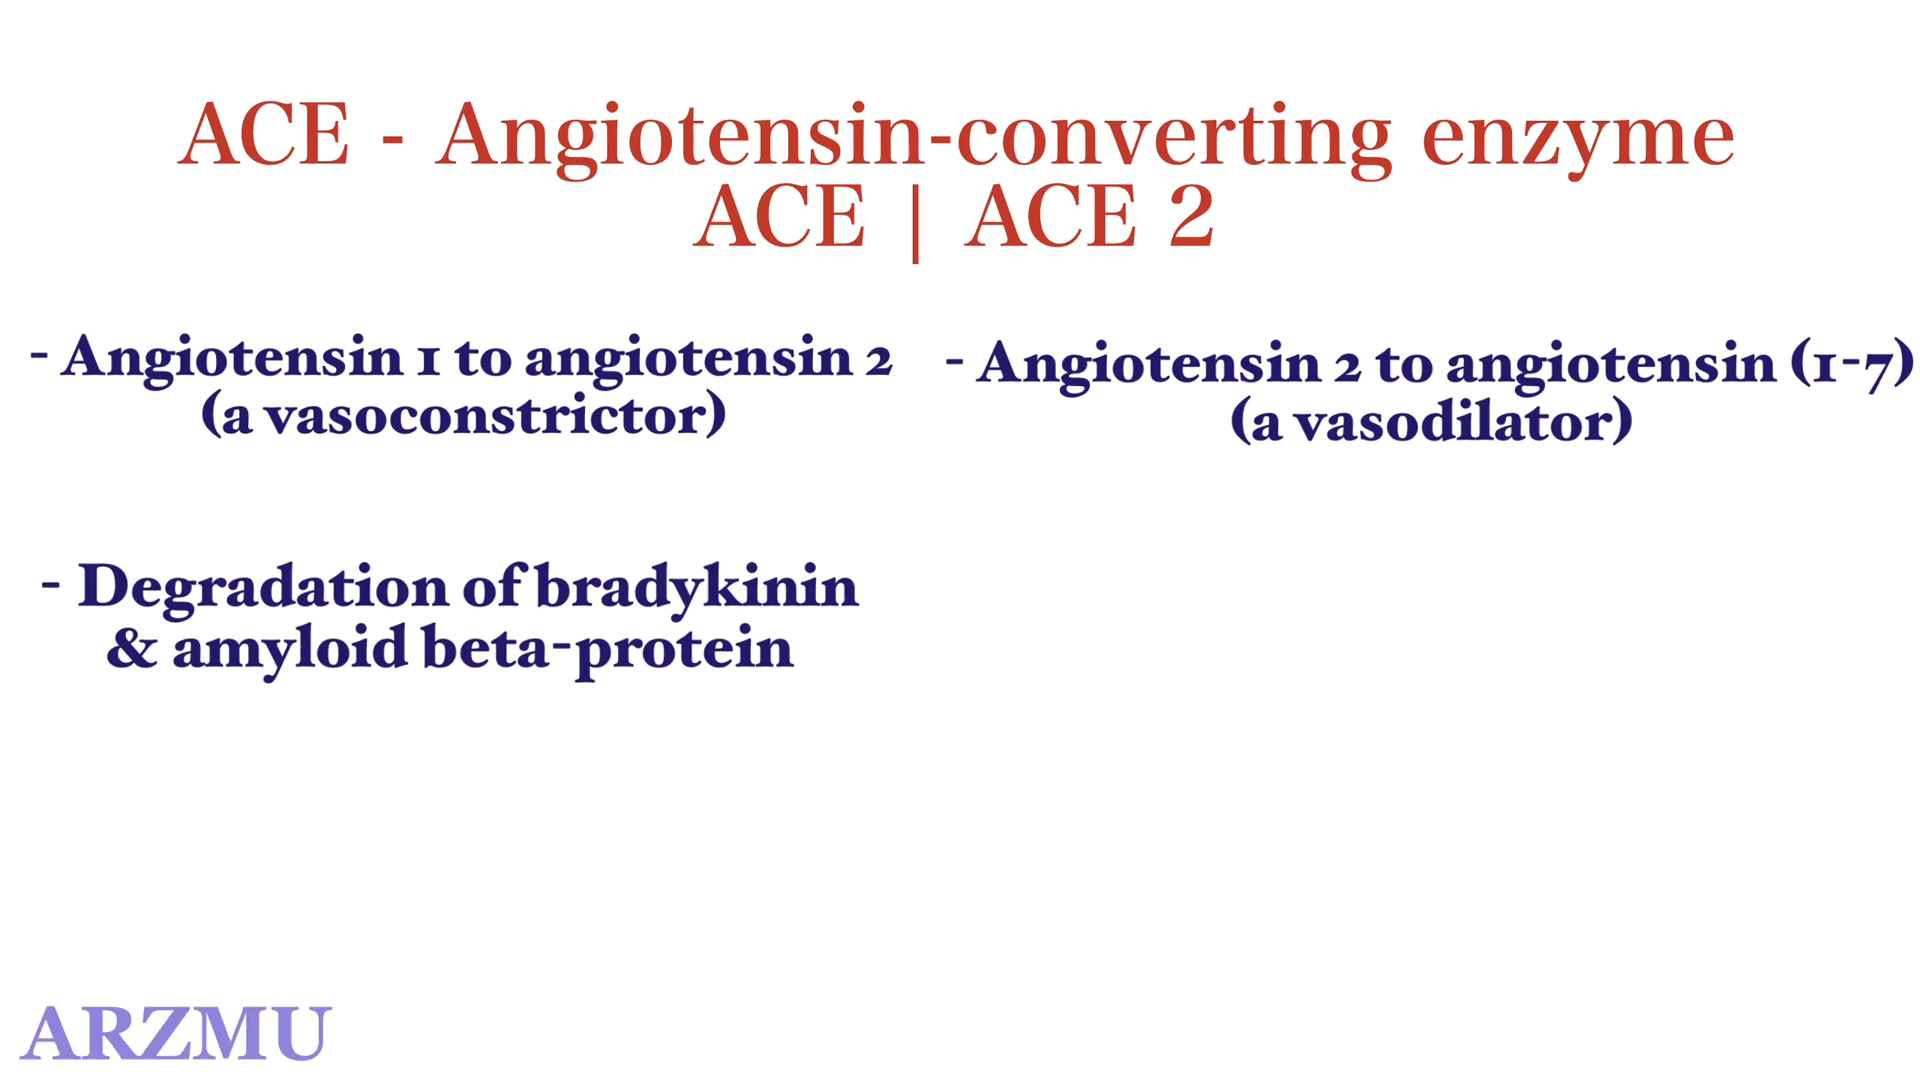 ACE - Angiotensin-converting enzyme
ACE | ACE 2
- Angiotensin 1 to angiotensin 2
(a vasoconstrictor)
- Angiotensin 2 to angiotensin (1-7)
(a vasodilator)
- Degradation of bradykinin
& amyloid beta-protein
ARZMU